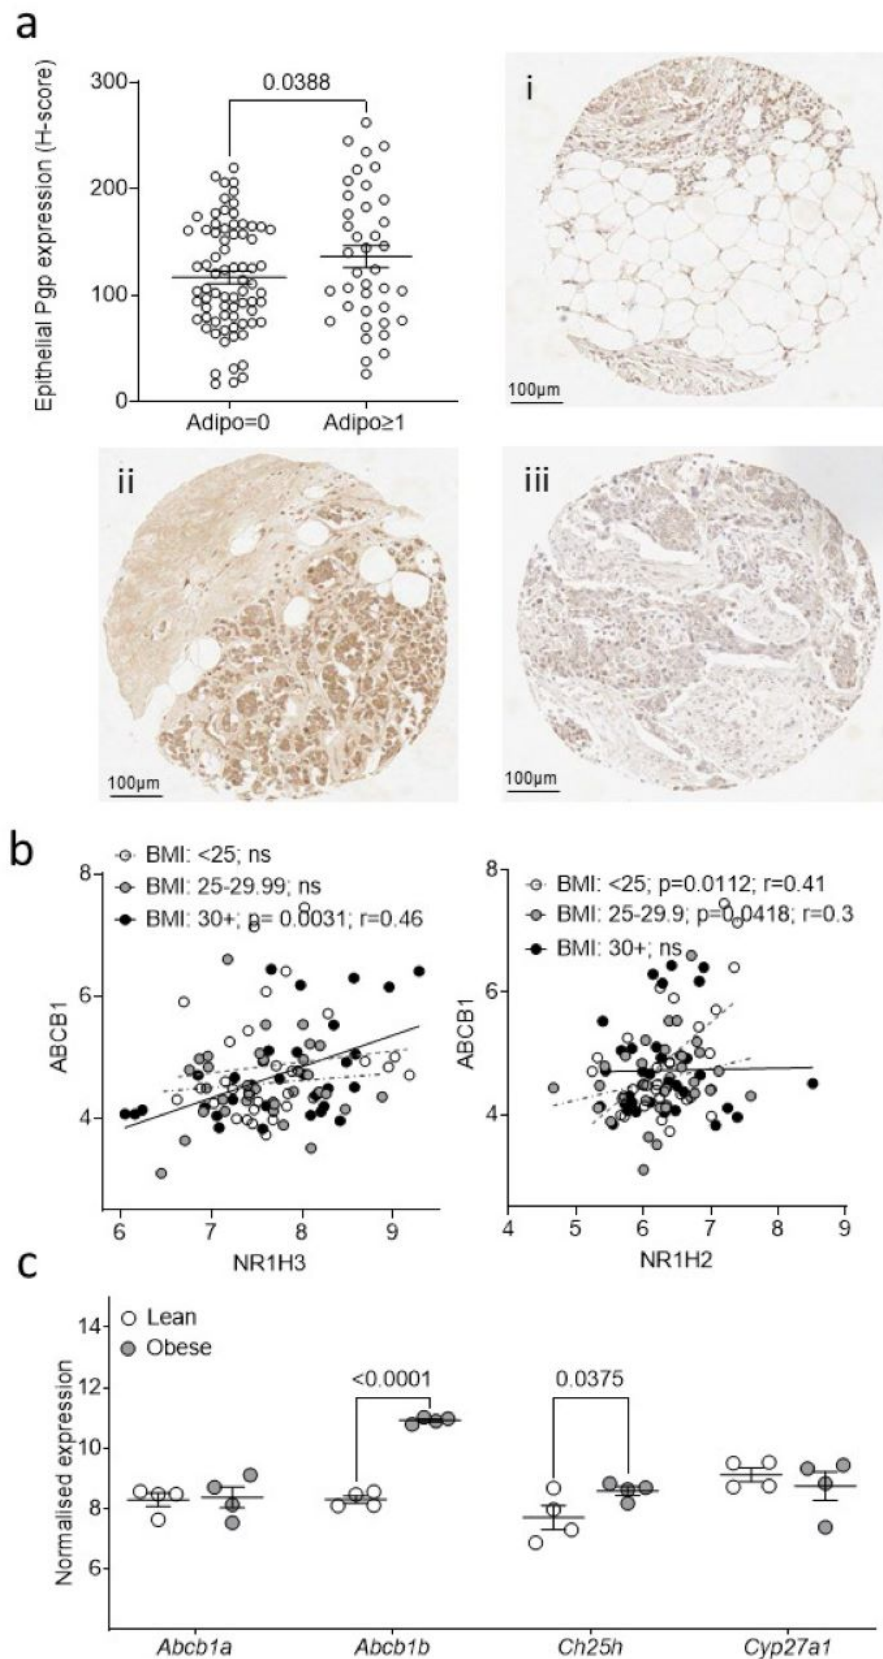 a
Epithelial Pgp expression (H-score)
300
200
100
0
0.0388
Adipo=0
Adipo≥1
i
100µm
ii
100µm
iii
100µm
b
BMI: <25; ns
BMI: 25-29.99; ns
BMI: 30+; p= 0.0031, r=0.46
ABCB1
8
6
4
6
7
8
9
NR1H3
BMI: <25; p=0.0112; r=0.41
BMI: 25-29.9; p=0.0418; r=0.3
BMI: 30+; ns
ABCB1
8
6
4
4
5
6
7
8
9
NR1H2
c
Lean
Obese
Normalised expression
14
12
10
8
6
<0.0001
0.0375
Abcb1a
Abcb1b
Ch25h
Cyp27a1